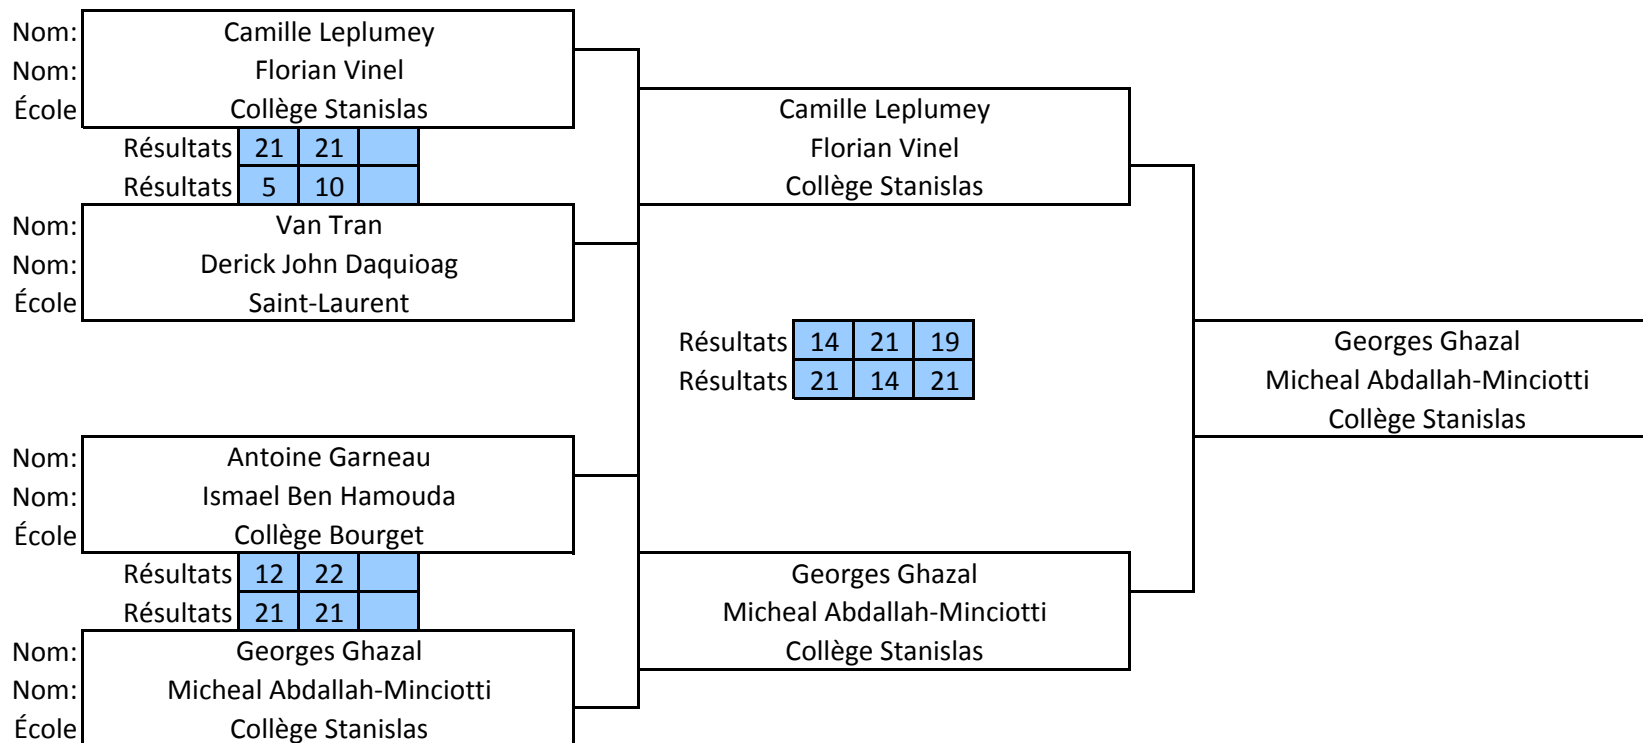 Nom: Camille Leplumey
Nom: Florian Vinel
École Collège Stanislas
Résultats 21 21
Résultats 5 10
Nom: Van Tran
Nom: Derick John Daquioag
École Saint-Laurent
Nom: Antoine Garneau
Nom: Ismael Ben Hamouda
École Collège Bourget
Résultats 12 22
Résultats 21 21
Nom: Georges Ghazal
Nom: Micheal Abdallah-Minciotti
École Collège Stanislas
Camille Leplumey
Florian Vinel
Collège Stanislas
Résultats 14 21 19
Résultats 21 14 21
Georges Ghazal
Micheal Abdallah-Minciotti
Collège Stanislas
Georges Ghazal
Micheal Abdallah-Minciotti
Collège Stanislas